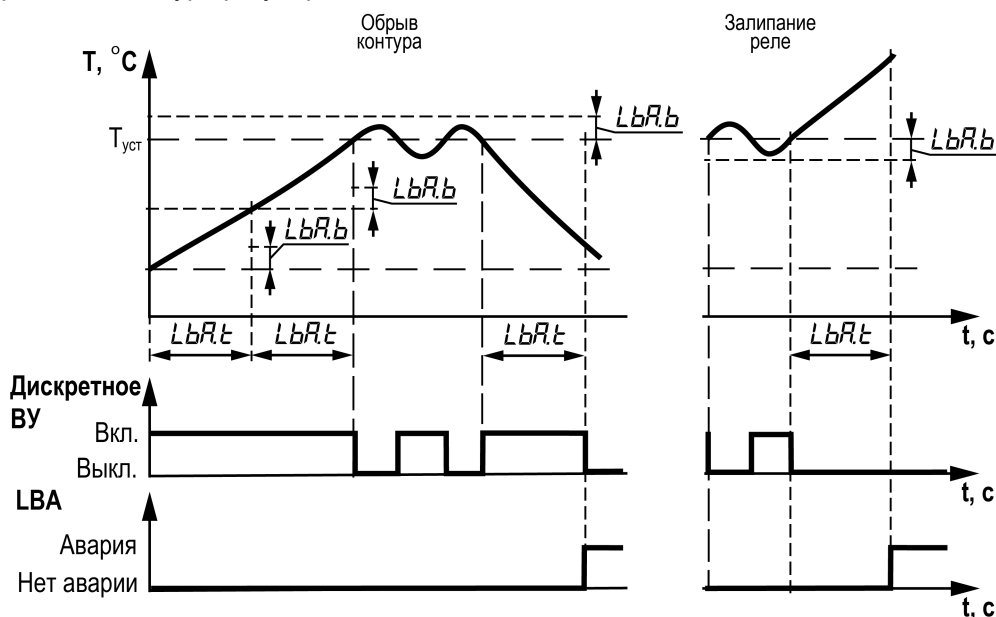 Обрыв
контура
Залипание
реле
T, °C
Tуст
LbA.b
LbA.b
LbA.b
LbA.b
LbA.t
LbA.t
LbA.t
LbA.t
t, с
Дискретное
ВУ
Вкл.
Выкл.
t, с
LBA
Авария
Нет аварии
t, с